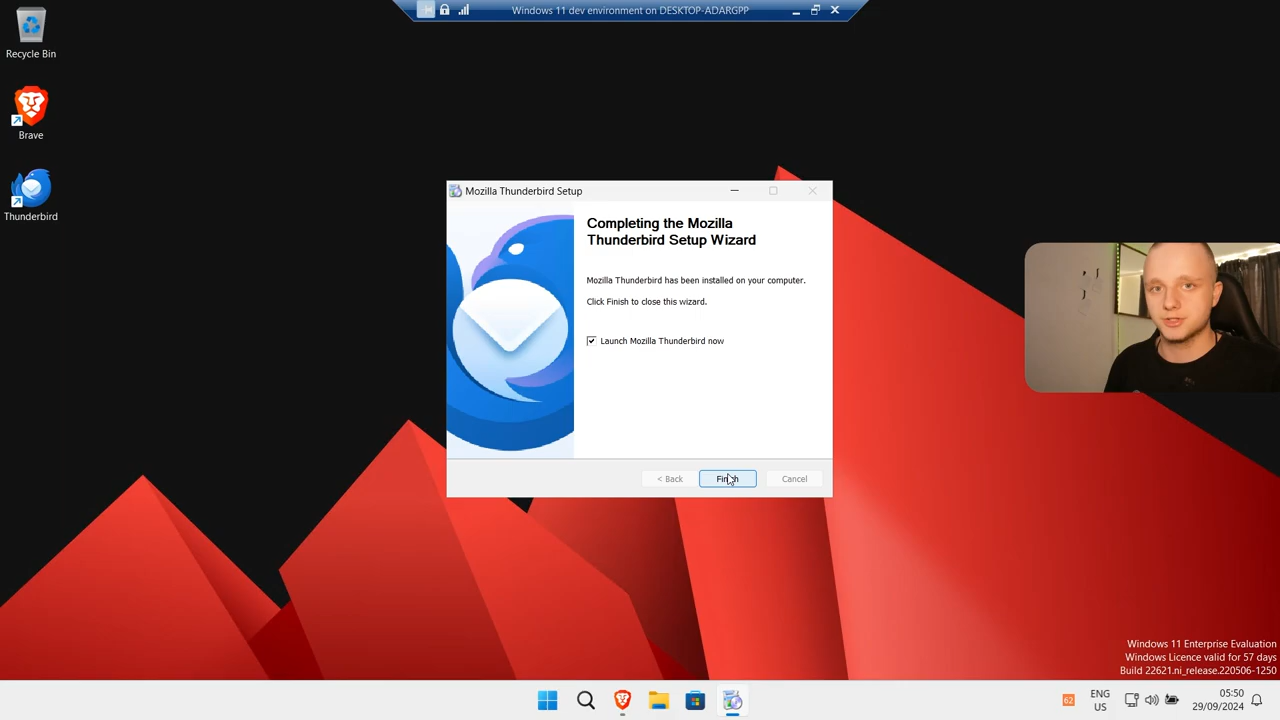 Windows 11 dev environment on DESKTOP-ADARGPP
Recycle Bin
Brave
Thunderbird
Mozilla Thunderbird Setup
Completing the Mozilla
Thunderbird Setup Wizard
Mozilla Thunderbird has been installed on your computer.
Click Finish to close this wizard.
Launch Mozilla Thunderbird now
< Back
Finish
Cancel
Windows 11 Enterprise Evaluation
Windows Licence valid for 57 days
Build 22621.ni_release.220506-1250
62
ENG
US
05:50
29/09/2024